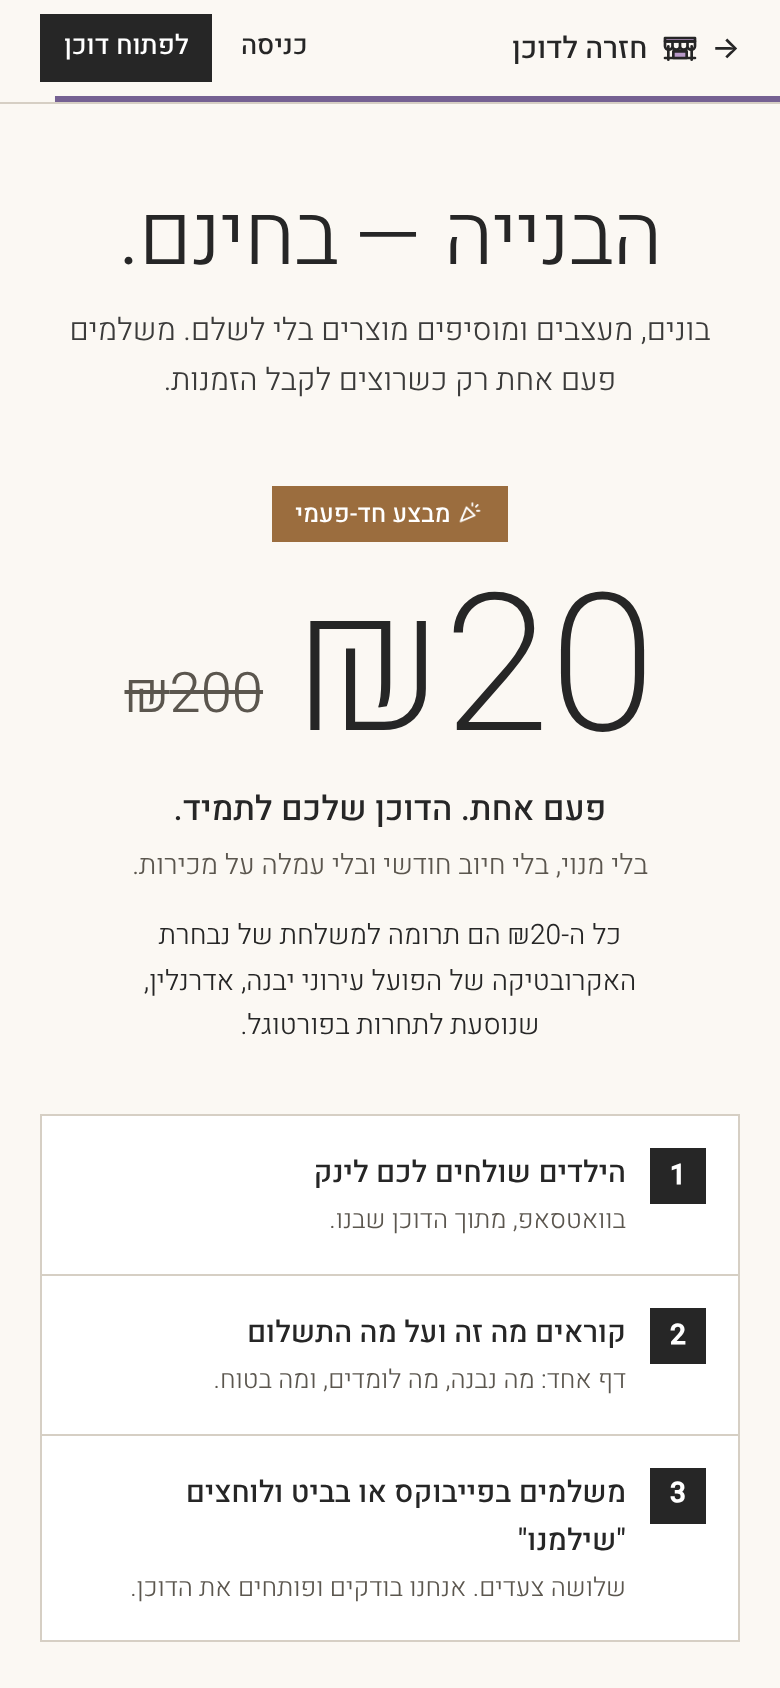 חזרה לדוכן
כניסה
לפתוח דוכן
הבנייה — בחינם.
בונים, מעצבים ומוסיפים מוצרים בלי לשלם. משלמים
פעם אחת רק כשרוצים לקבל הזמנות.
מבצע חד-פעמי
₪20
₪200
פעם אחת. הדוכן שלכם לתמיד.
בלי מנוי, בלי חיוב חודשי ובלי עמלה על מכירות.
כל ה-₪20 הם תרומה למשלחת של נבחרת
האקרובטיקה של הפועל עירוני יבנה, אדרנלין,
שנוסעת לתחרות בפורטוגל.
1
הילדים שולחים לכם לינק
בוואטסאפ, מתוך הדוכן שבנו.
2
קוראים מה זה ועל מה התשלום
דף אחד: מה נבנה, מה לומדים, ומה בטוח.
3
משלמים בפייבוקס או בביט ולוחצים
"שילמנו"
שלושה צעדים. אנחנו בודקים ופותחים את הדוכן.